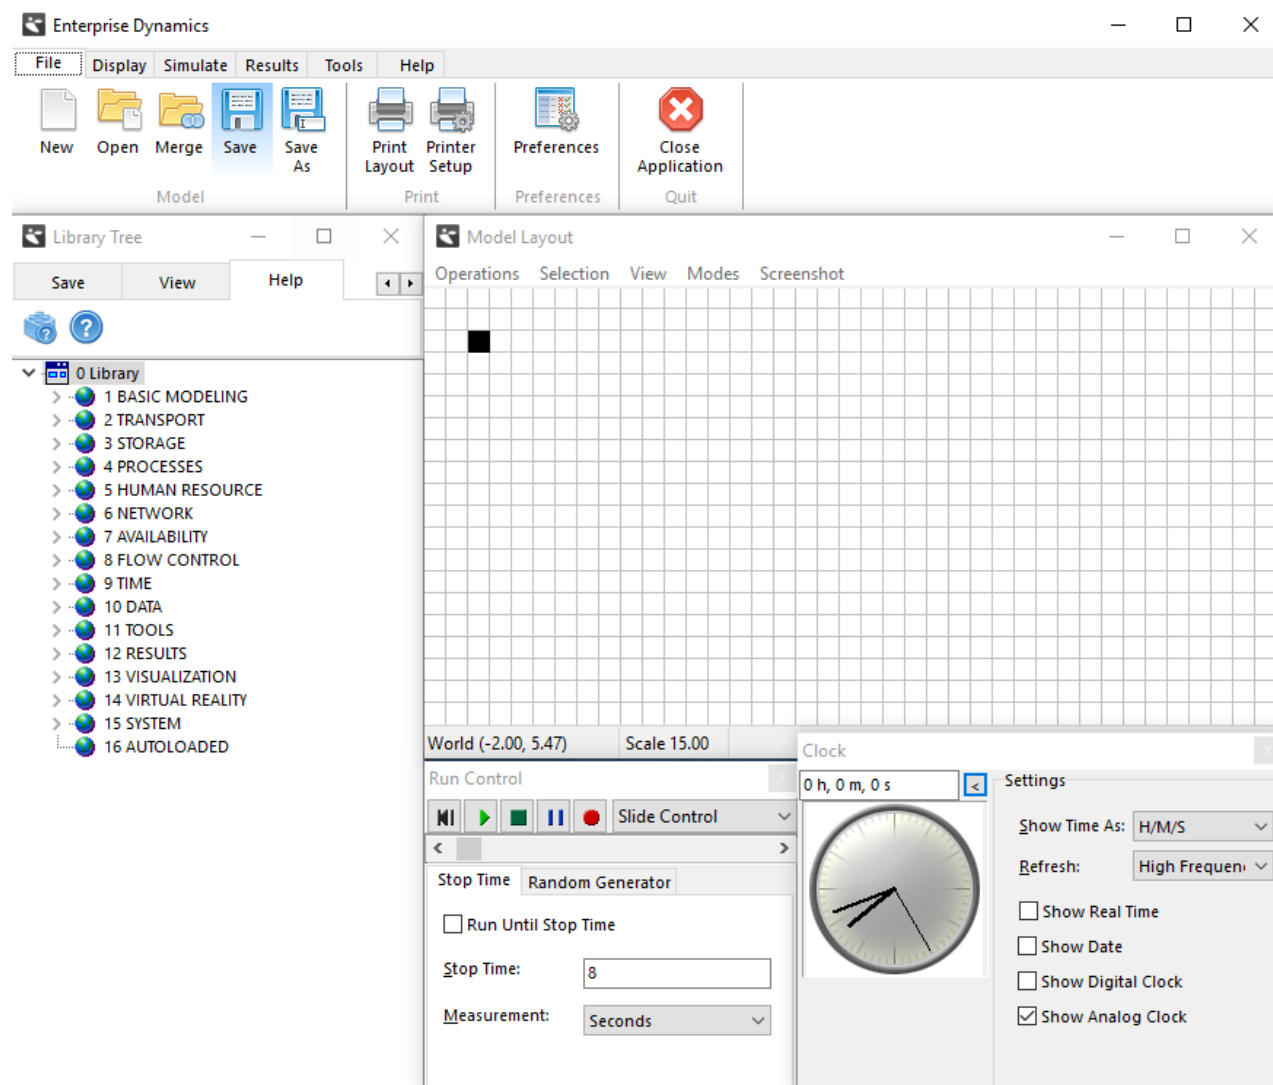 Enterprise Dynamics
File Display Simulate Results Tools Help
New Open Merge Save Save As Print Layout Printer Setup Preferences Close Application
Model Print Preferences Quit
Library Tree
Save View Help
0 Library
1 BASIC MODELING
2 TRANSPORT
3 STORAGE
4 PROCESSES
5 HUMAN RESOURCE
6 NETWORK
7 AVAILABILITY
8 FLOW CONTROL
9 TIME
10 DATA
11 TOOLS
12 RESULTS
13 VISUALIZATION
14 VIRTUAL REALITY
15 SYSTEM
16 AUTOLOADED
Model Layout
Operations Selection View Modes Screenshot
World (-2.00, 5.47) Scale 15.00
Run Control
Slide Control
Stop Time Random Generator
Run Until Stop Time
Stop Time: 8
Measurement: Seconds
Clock
0 h, 0 m, 0 s <
Settings
Show Time As: H/M/S
Refresh: High Frequen
Show Real Time
Show Date
Show Digital Clock
Show Analog Clock